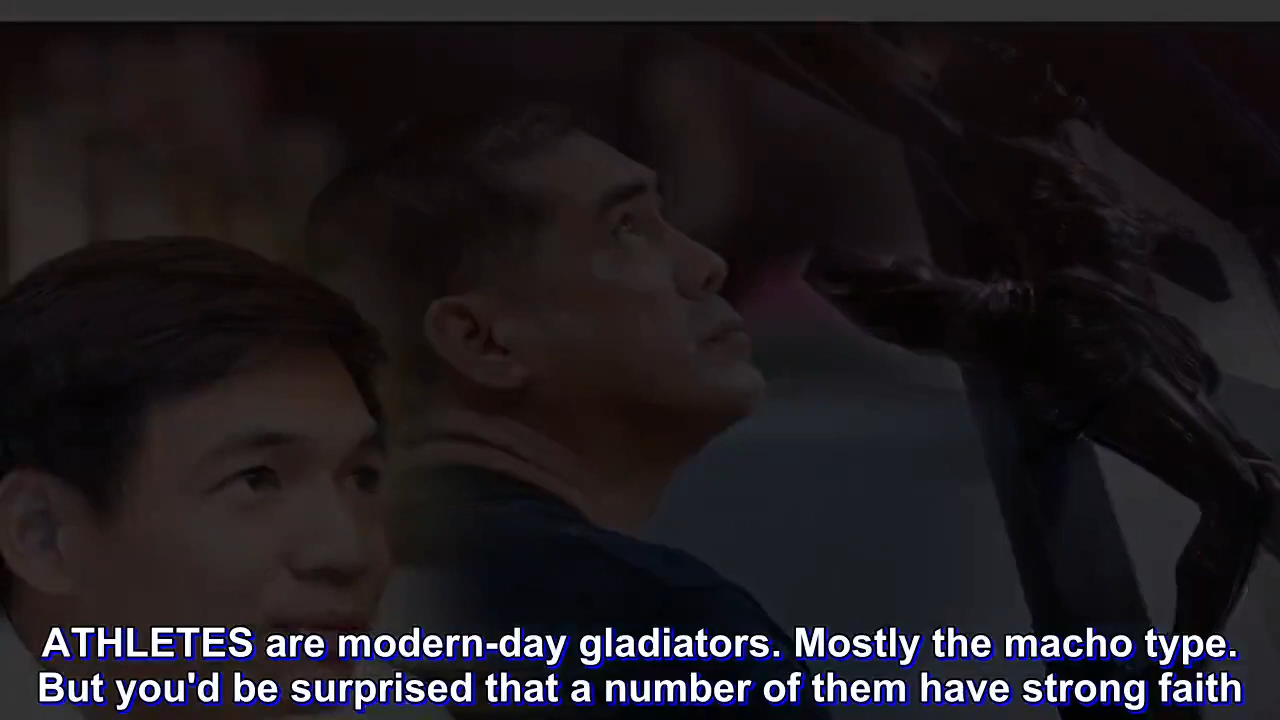 ATHLETES are modern-day gladiators. Mostly the macho type.
But you'd be surprised that a number of them have strong faith